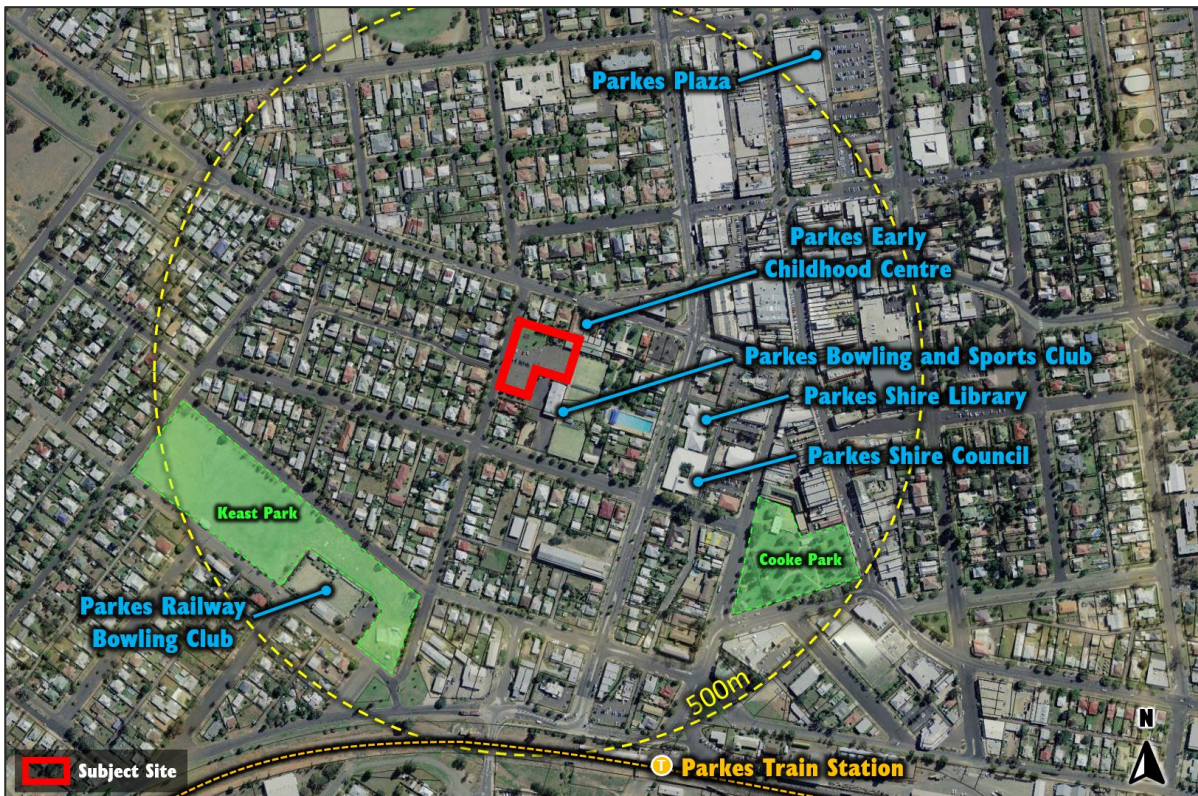 Parkes Plaza
Parkes Early
Childhood Centre
Parkes Bowling and Sports Club
Parkes Shire Library
Parkes Shire Council
Keast Park
Cooke Park
Parkes Railway
Bowling Club
500m
N
Subject Site
T
Parkes Train Station